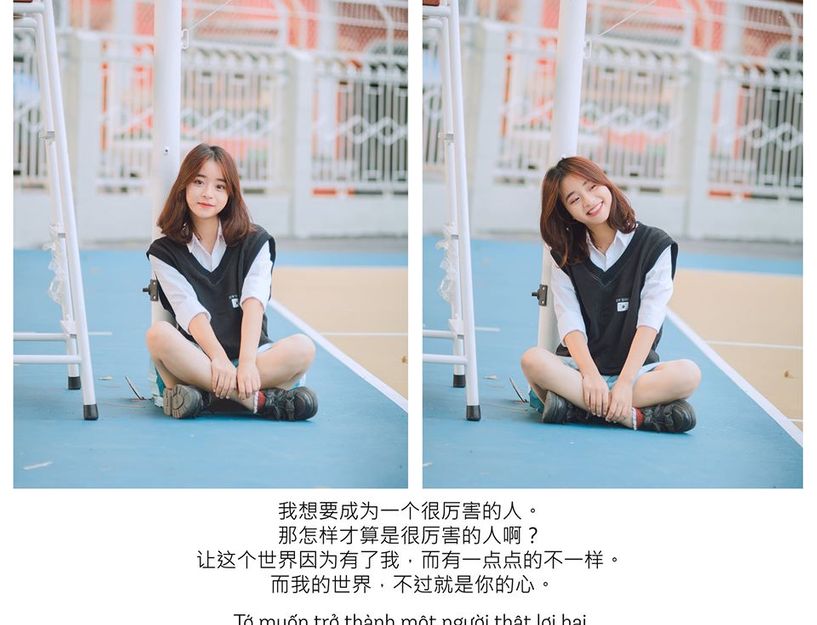 我想要成为一个很厉害的人。
那怎样才算是很厉害的人啊？
让这个世界因为有了我，而有一点点的不一样。
而我的世界，不过就是你的心。
Tớ muốn trở thành một người thật lợi hại